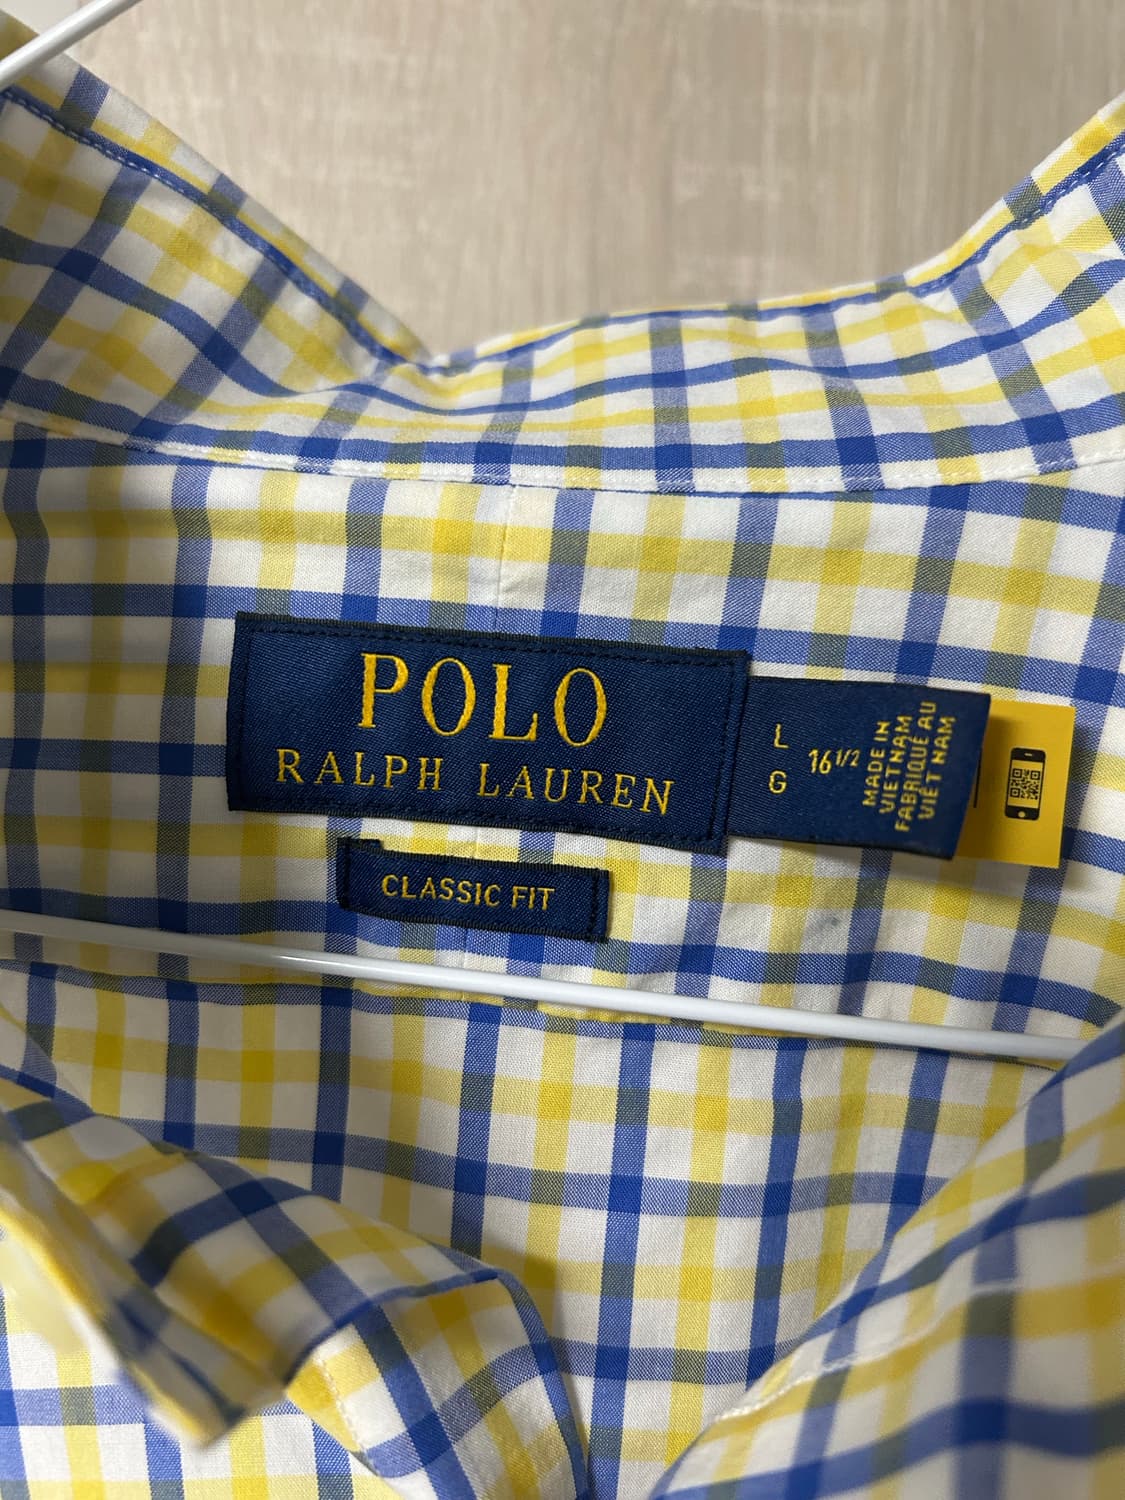 POLO
RALPH LAUREN
L
G
16 1/2
MADE IN
VIETNAM
FABRIQUÉ AU
VIET NAM
CLASSIC FIT